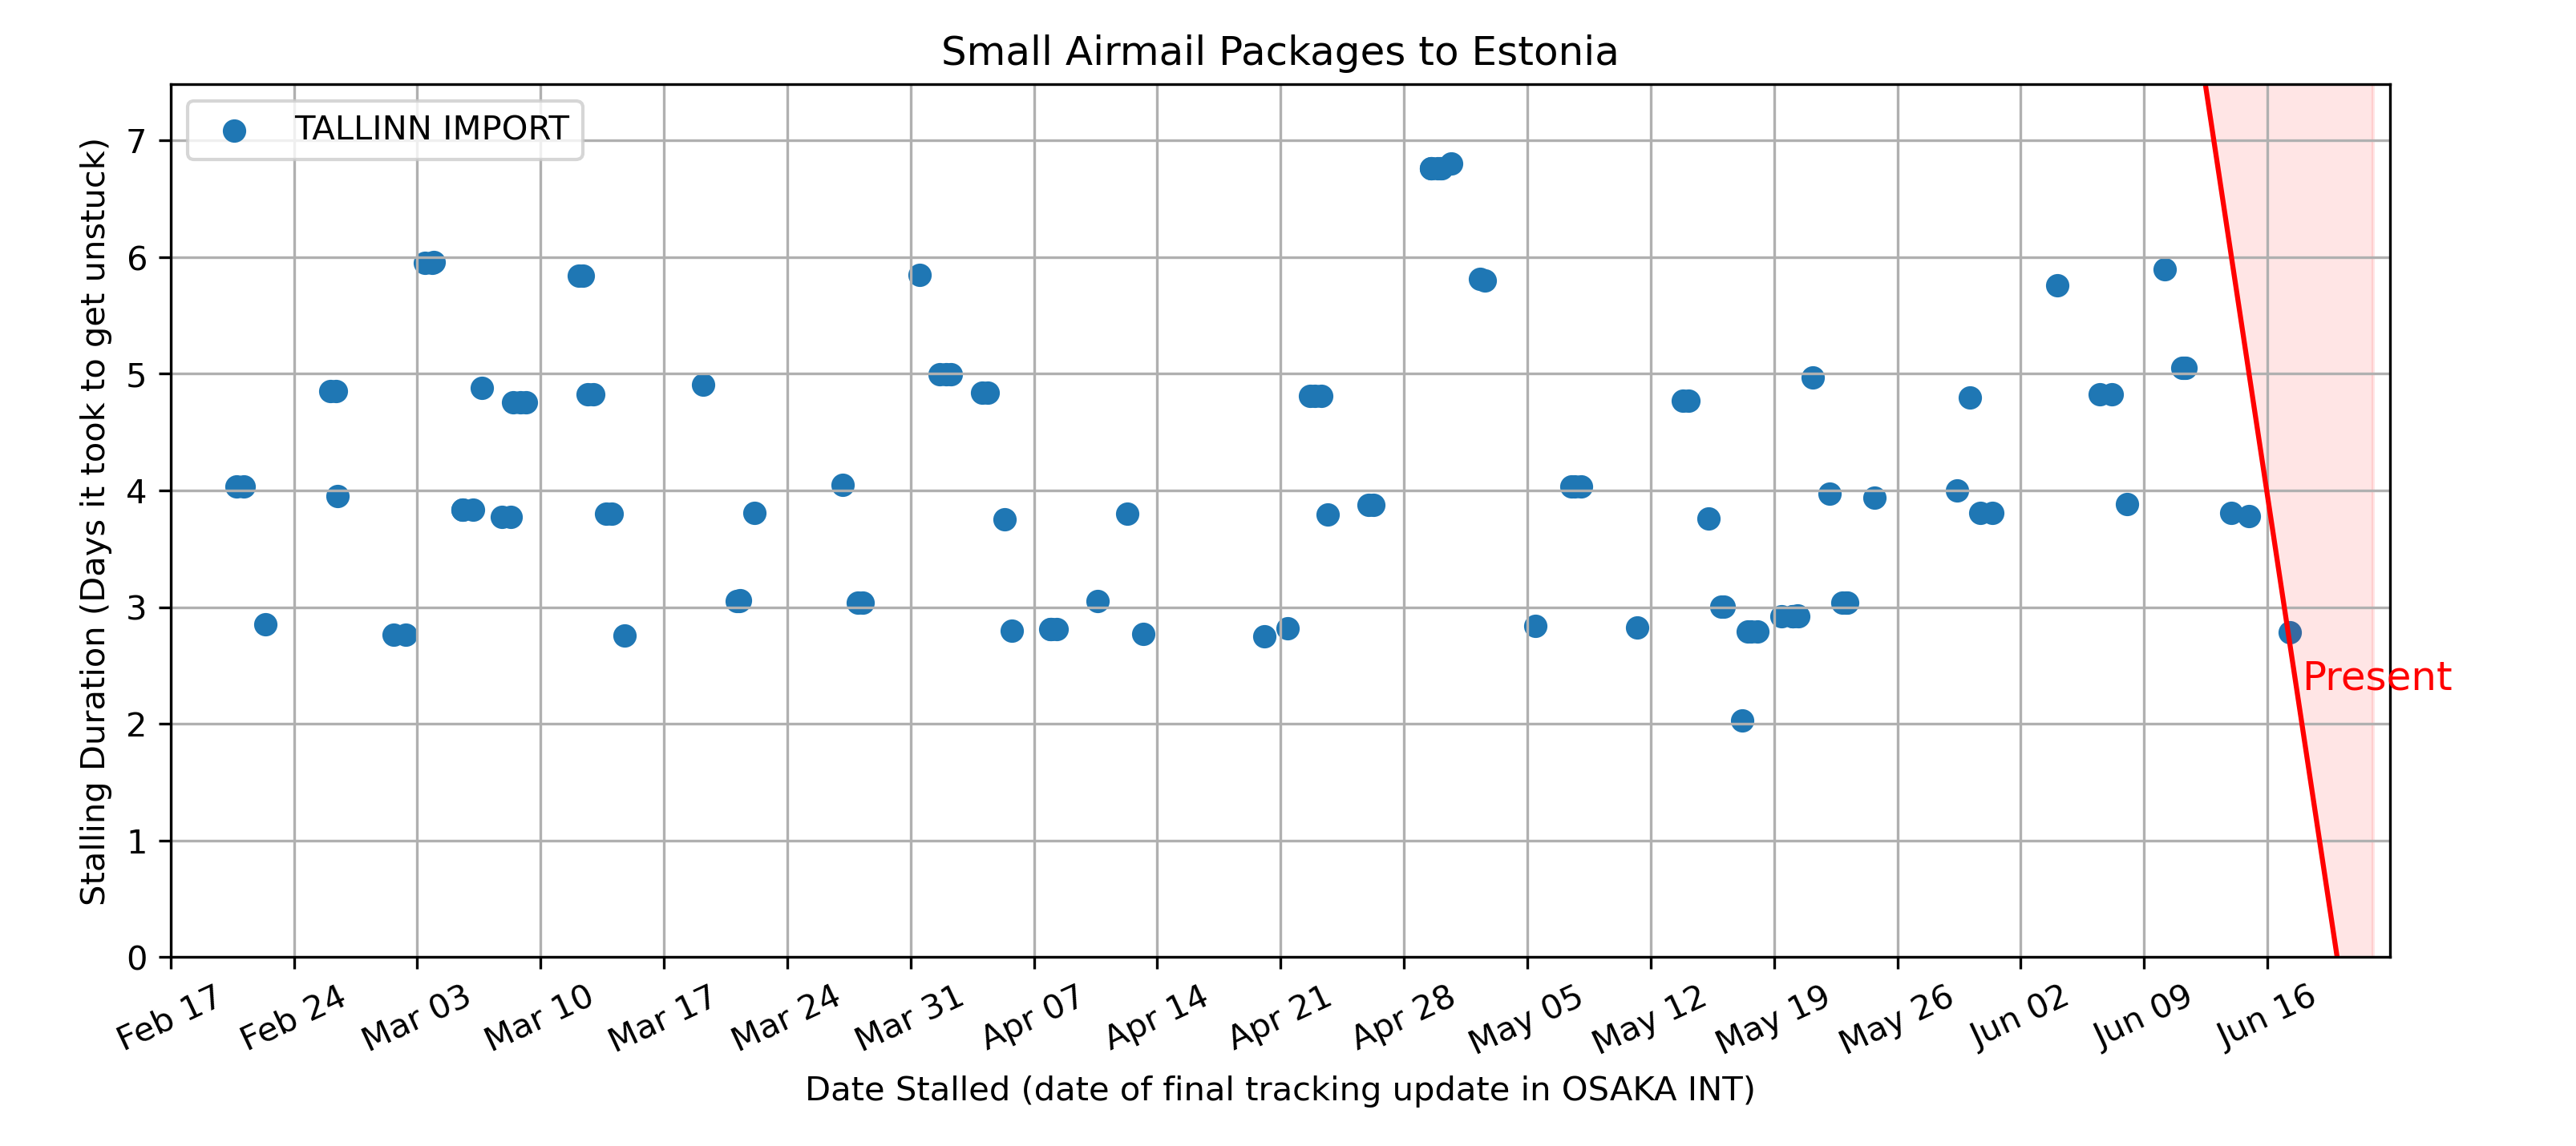 Small Airmail Packages to Estonia
TALLINN IMPORT
Stalling Duration (Days it took to get unstuck)
7
6
5
4
3
2
1
0
Present
Feb 17 Feb 24 Mar 03 Mar 10 Mar 17 Mar 24 Mar 31 Apr 07 Apr 14 Apr 21 Apr 28 May 05 May 12 May 19 May 26 Jun 02 Jun 09 Jun 16
Date Stalled (date of final tracking update in OSAKA INT)